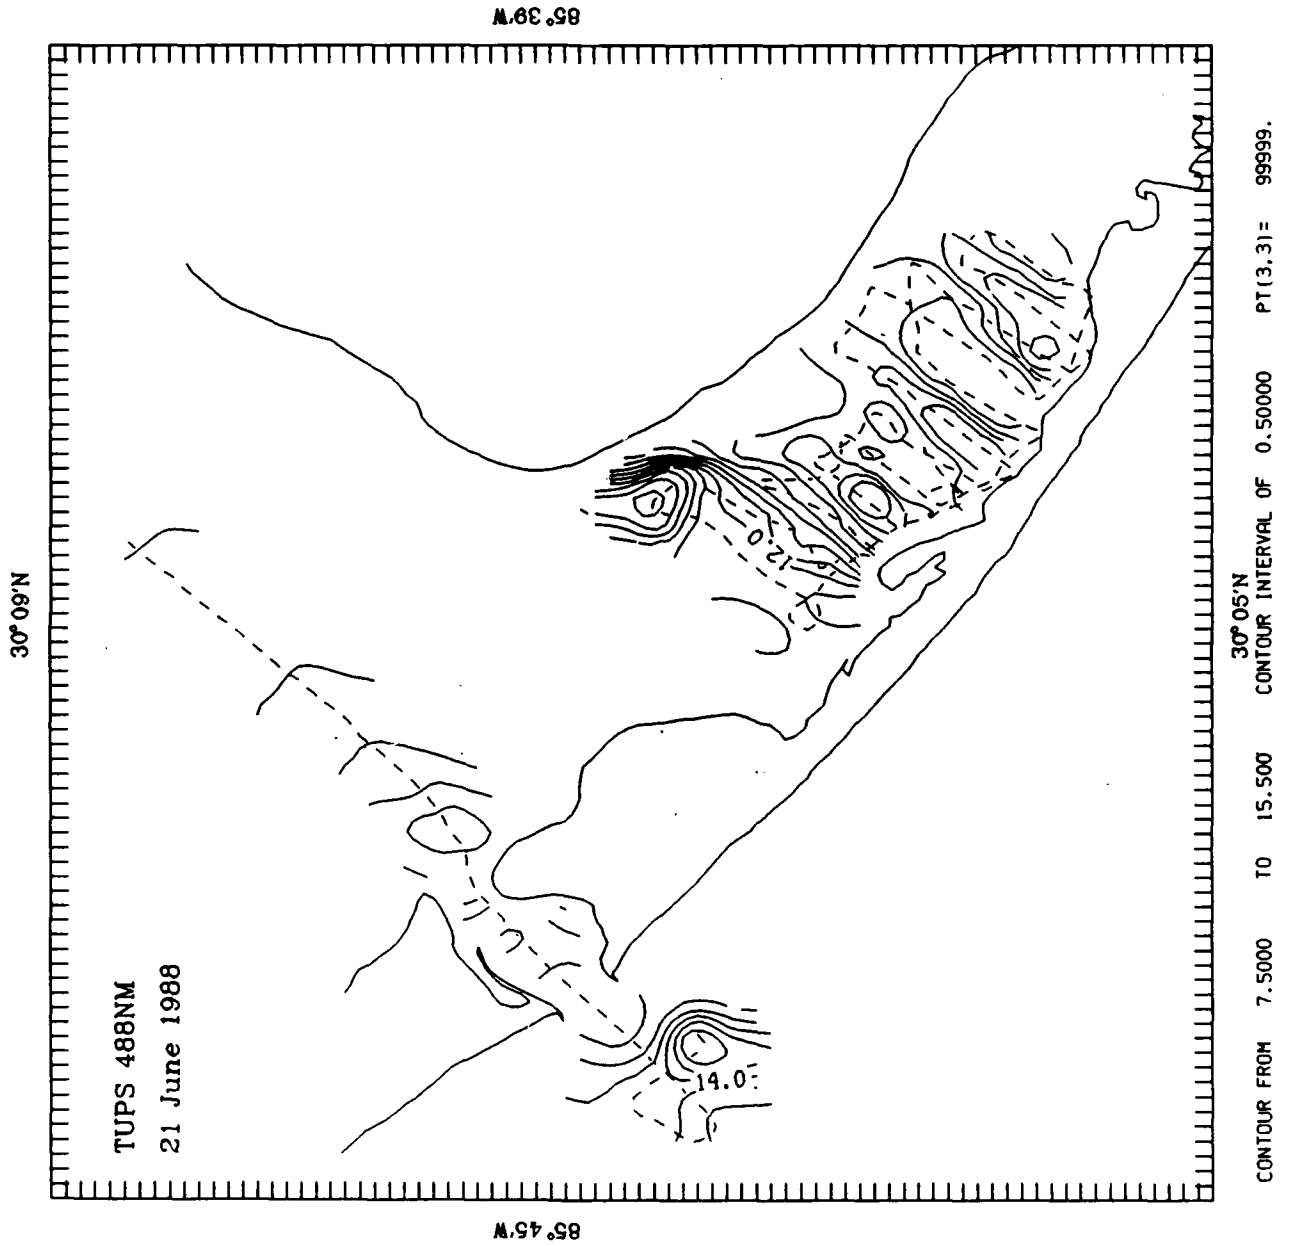 85°39'W
30°09'N
TUPS 488NM
21 June 1988
12.0
14.0
85°45'W
30°05'N
CONTOUR FROM 7.5000 TO 15.500 CONTOUR INTERVAL OF 0.50000 PT(3.3)= 99999.